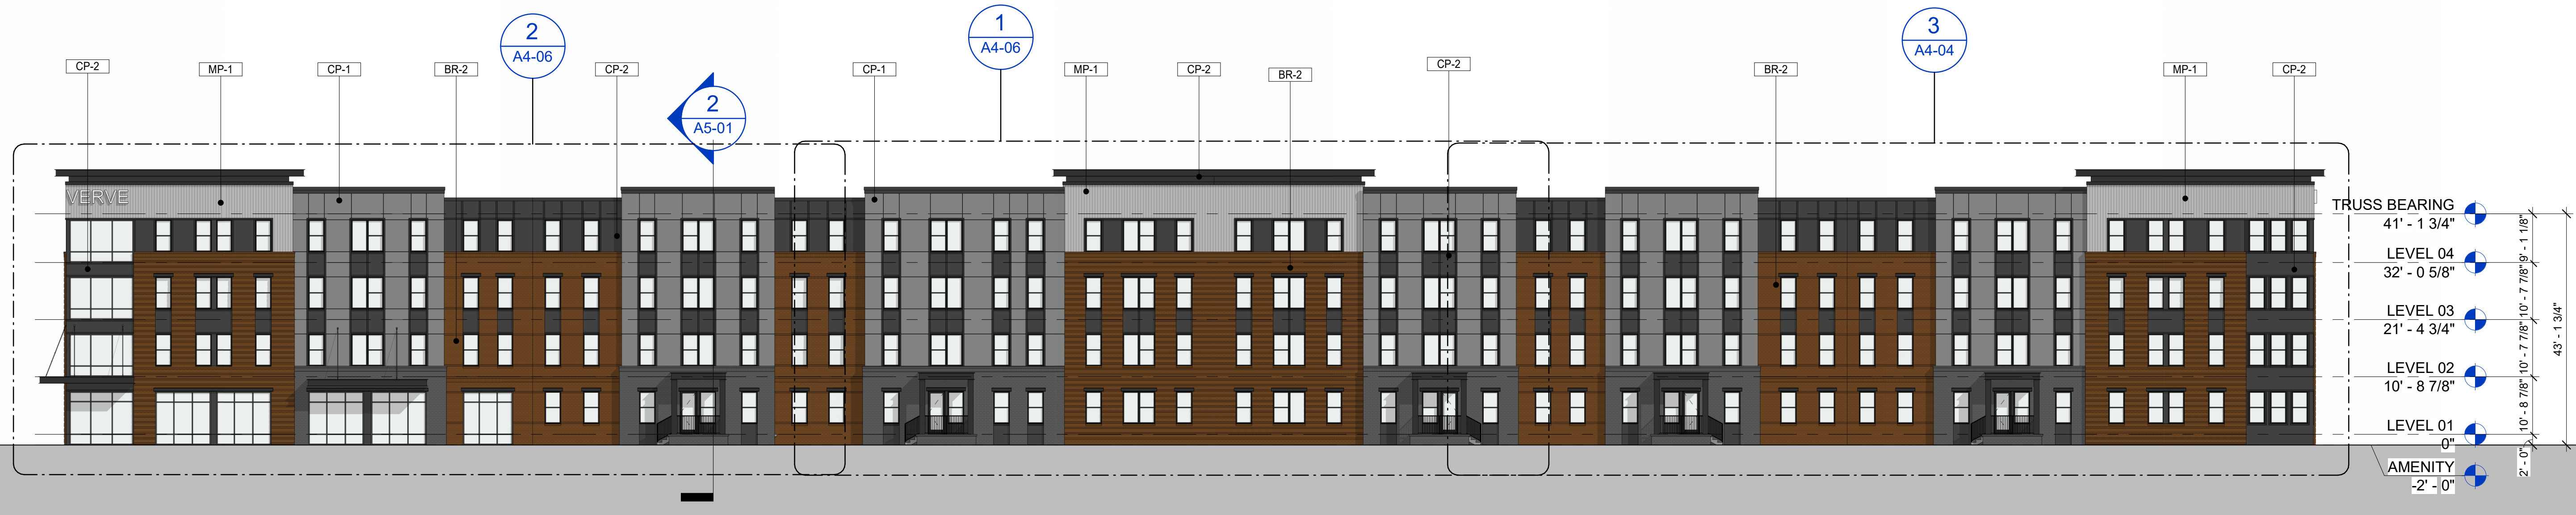 2
A4-06
1
A4-06
3
A4-04
CP-2
MP-1
CP-1
BR-2
CP-2
CP-1
MP-1
CP-2
BR-2
CP-2
BR-2
MP-1
CP-2
2
A5-01
VERVE
TRUSS BEARING
41' - 1 3/4"
LEVEL 04
32' - 0 5/8"
LEVEL 03
21' - 4 3/4"
LEVEL 02
10' - 8 7/8"
LEVEL 01
0"
AMENITY
-2' - 0"
9' - 1 1/8"
10' - 7 7/8"
10' - 7 7/8"
10' - 8 7/8"
2' - 0"
43' - 1 3/4"